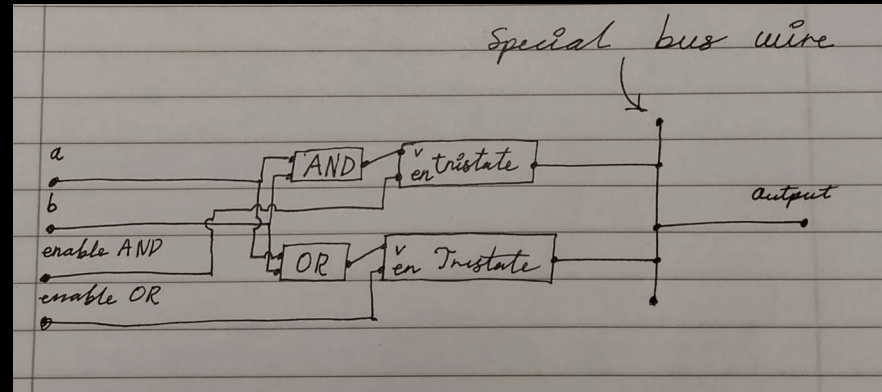 Special bus wire
a
AND
v
en tristate
b
output
enable AND
OR
v
en Tristate
enable OR